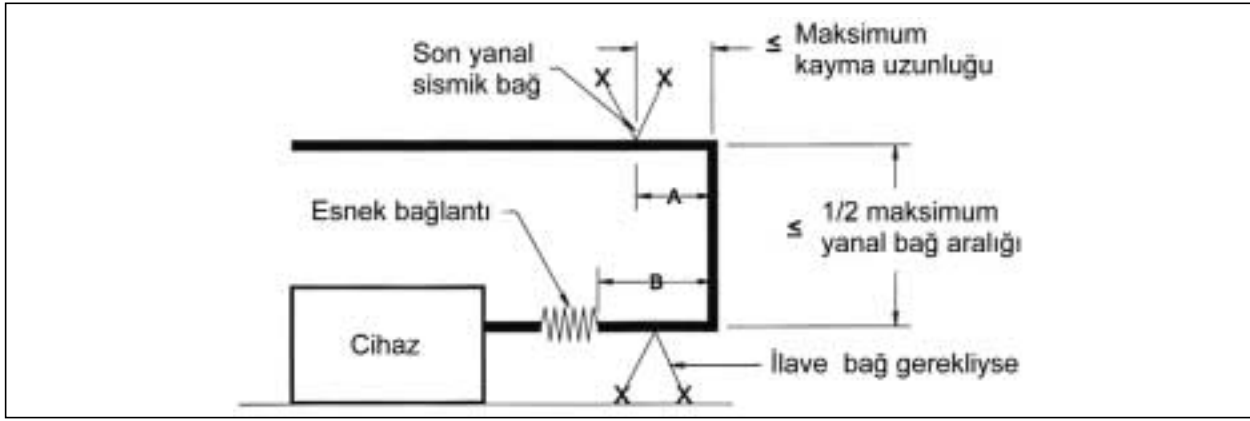 Son yanal
sismik bağ
X X
≤ Maksimum
kayma uzunluğu
A
Esnek bağlantı
≤ 1/2 maksimum
yanal bağ aralığı
B
Cihaz
İlave bağ gerekliyse
X X